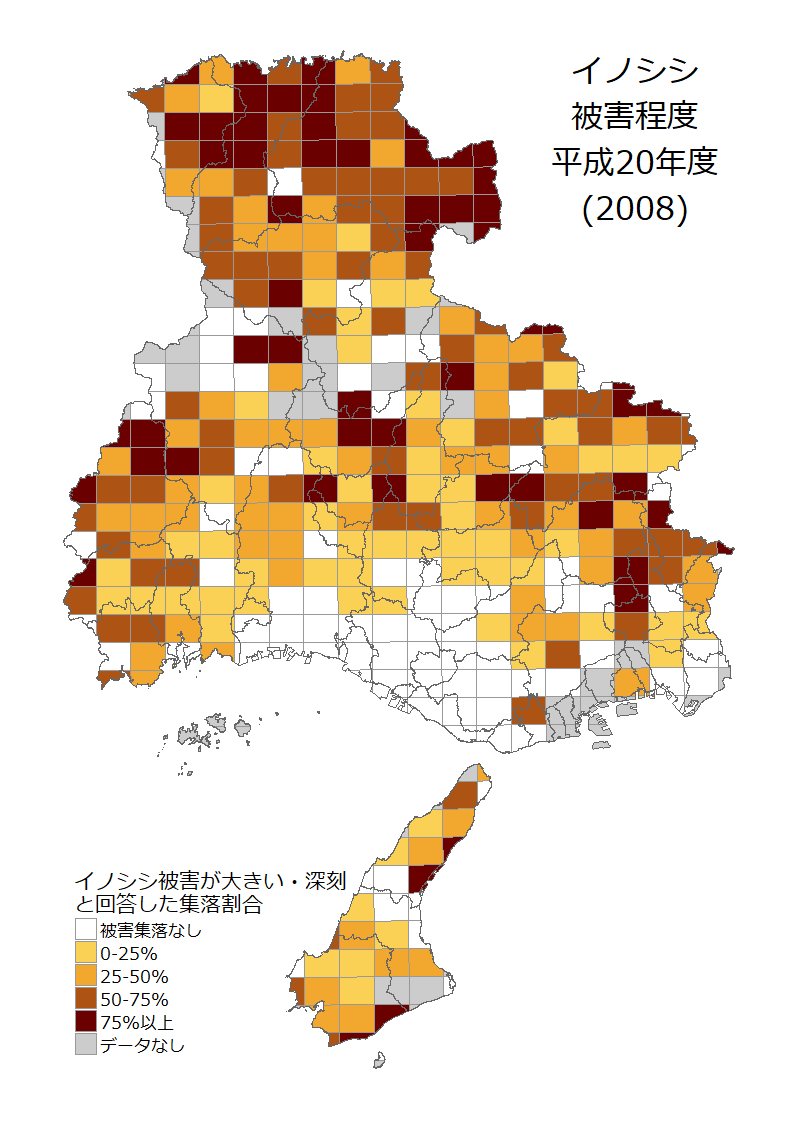 イノシシ
被害程度
平成20年度
(2008)
イノシシ被害が大きい・深刻
と回答した集落割合
被害集落なし
0-25%
25-50%
50-75%
75%以上
データなし